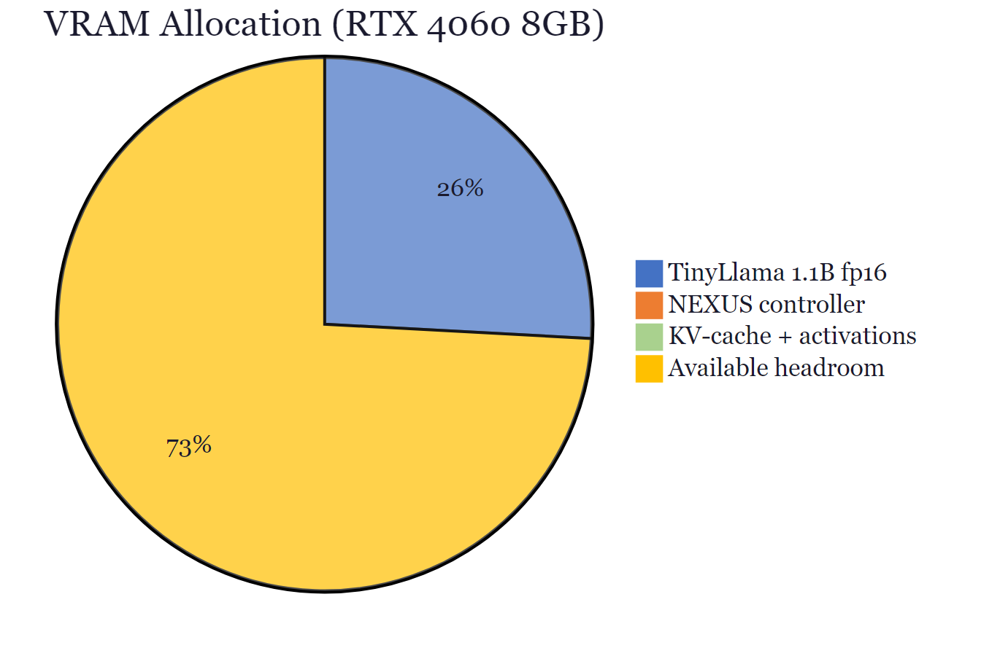 VRAM Allocation (RTX 4060 8GB)
26%
73%
TinyLlama 1.1B fp16
NEXUS controller
KV-cache + activations
Available headroom